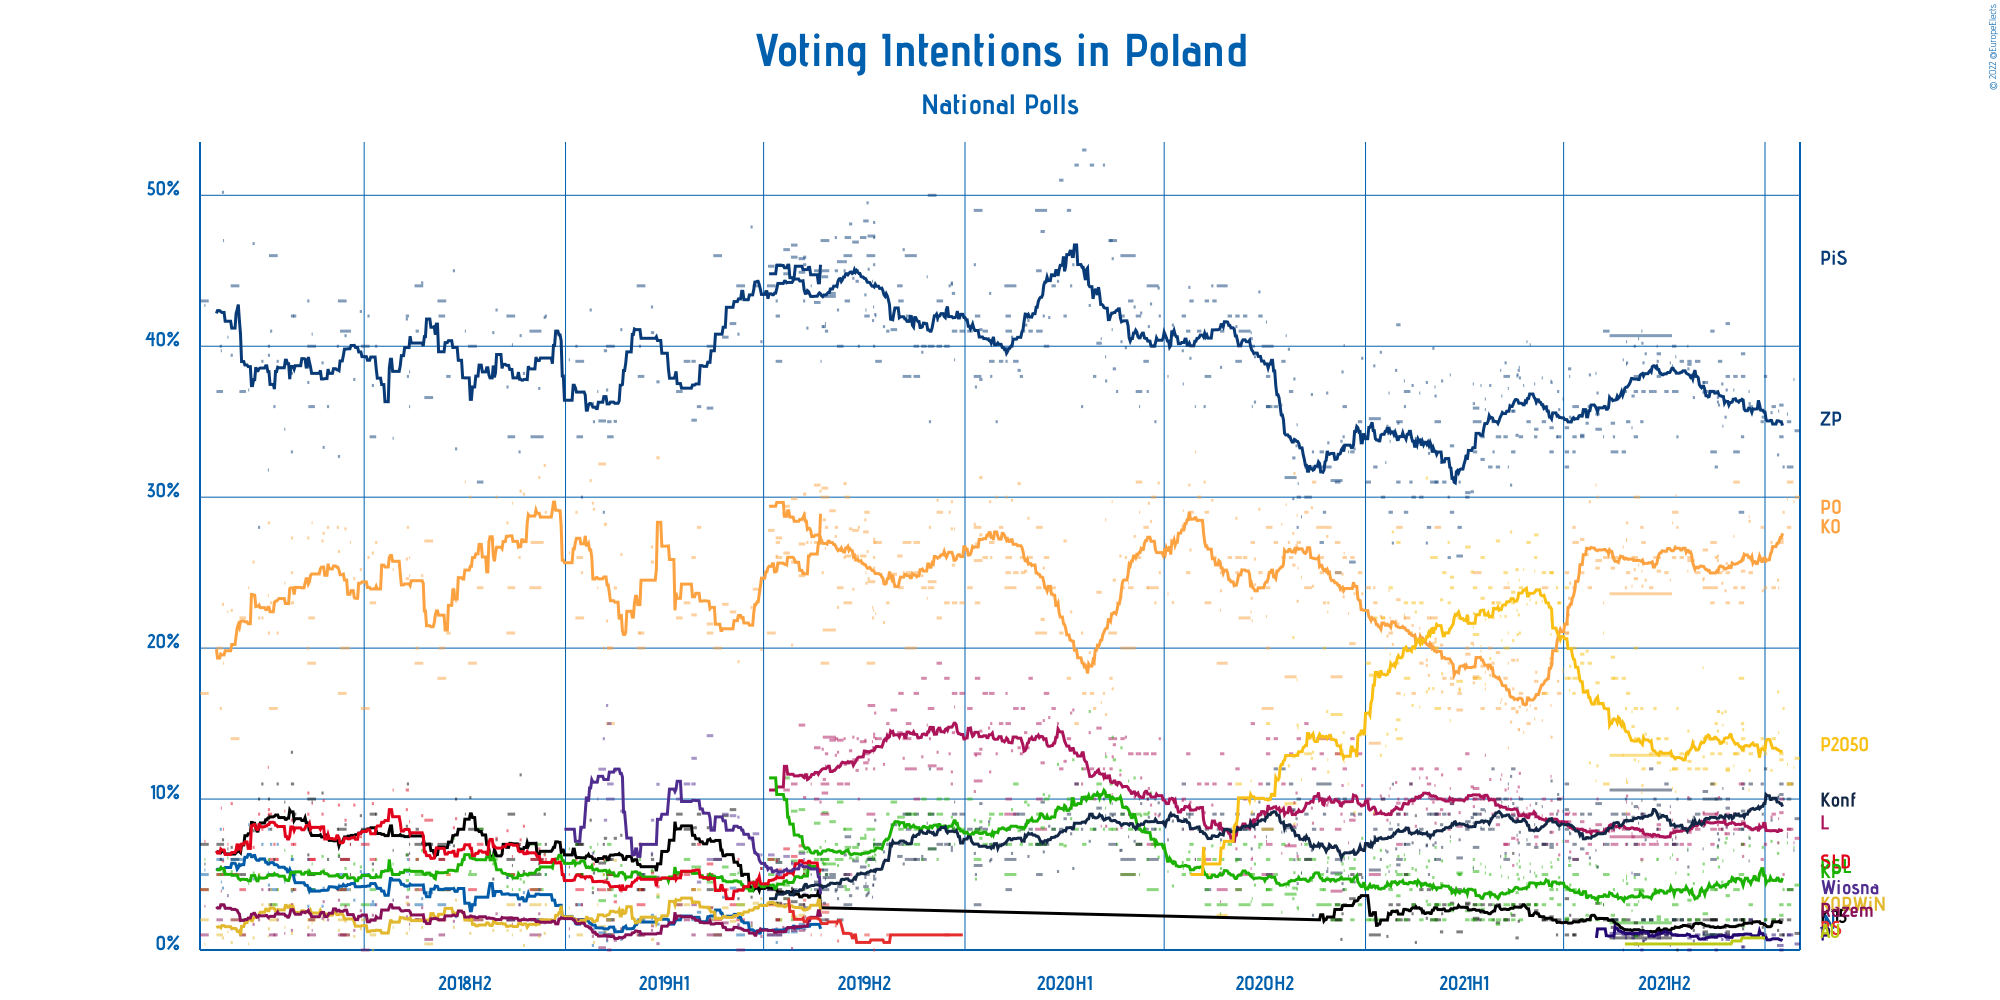 Voting Intentions in Poland
National Polls
© 2022 @EuropeElects
50%
40%
30%
20%
10%
0%
PiS
ZP
PO
KO
P2050
Konf
L
SLD
KP
Wiosna
KORWiN
Razem
2018H2
2019H1
2019H2
2020H1
2020H2
2021H1
2021H2